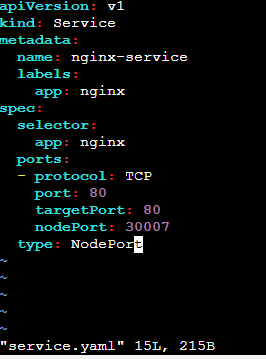 apiVersion: v1
kind: Service
metadata:
  name: nginx-service
  labels:
    app: nginx
spec:
  selector:
    app: nginx
  ports:
  - protocol: TCP
    port: 80
    targetPort: 80
    nodePort: 30007
  type: NodePort
~
~
~
~
~
"service.yaml" 15L, 215B